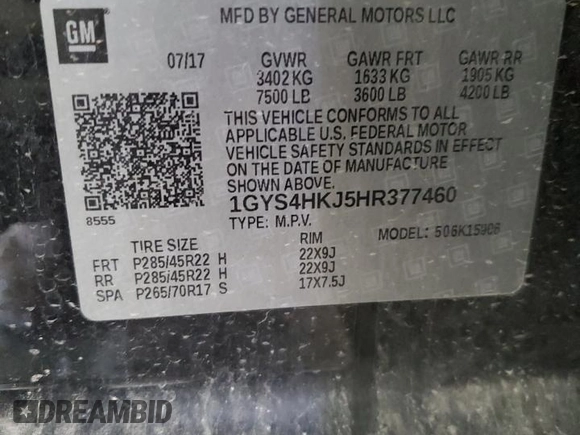 GM
MFD BY GENERAL MOTORS LLC
07/17 GVWR GAWR FRT GAWR RR
3402 KG 1633 KG 1905 KG
7500 LB 3600 LB 4200 LB
THIS VEHICLE CONFORMS TO ALL
APPLICABLE U.S. FEDERAL MOTOR
VEHICLE SAFETY STANDARDS IN EFFECT
ON THE DATE OF MANUFACTURE
SHOWN ABOVE.
8555 1GYS4HKJ5HR377460
TYPE: M.P.V. MODEL: 506K15906
TIRE SIZE RIM
FRT P285/45R22 H 22X9J
RR P285/45R22 H 22X9J
SPA P265/70R17 S 17X7.5J
DREAMBID